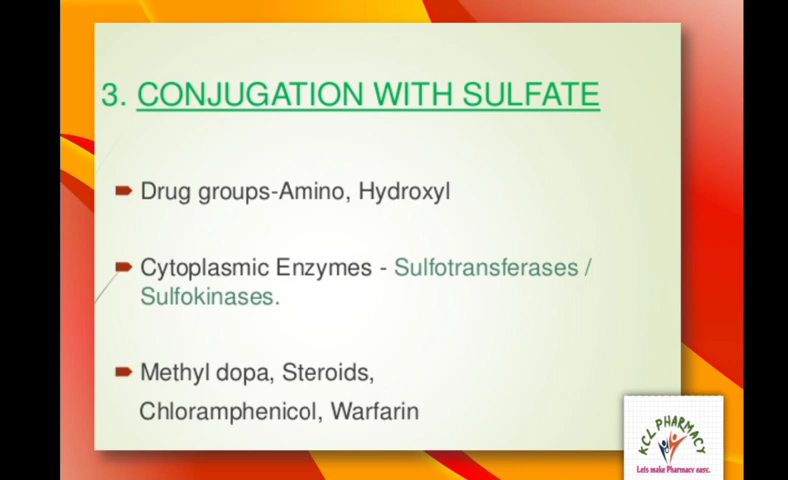 3. CONJUGATION WITH SULFATE
Drug groups-Amino, Hydroxyl
Cytoplasmic Enzymes - Sulfotransferases /
Sulfokinases.
Methyl dopa, Steroids,
Chloramphenicol, Warfarin
KCL PHARMACY
Lets make Pharmacy easy.